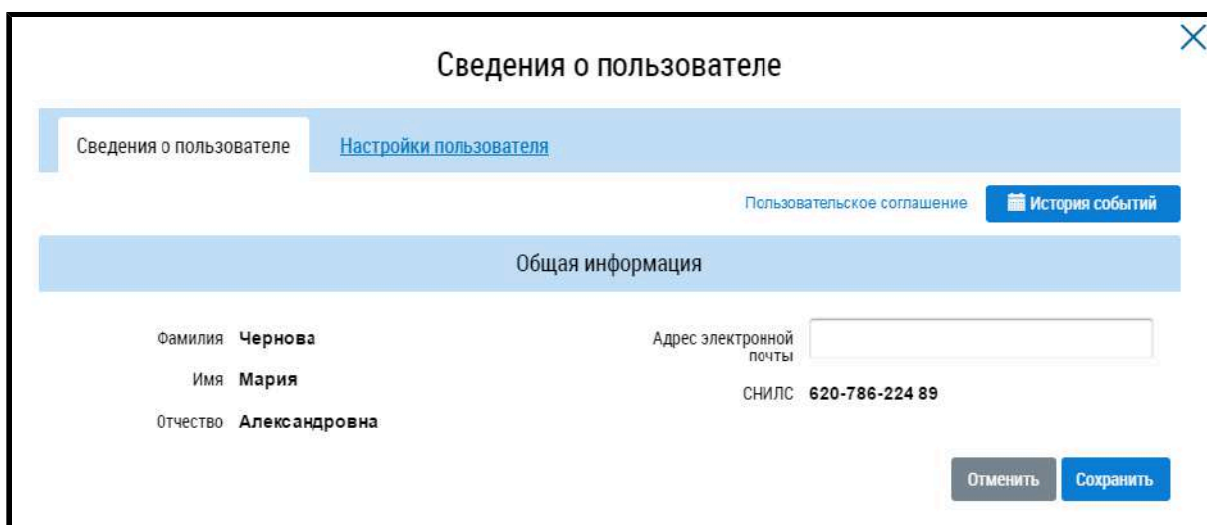 Сведения о пользователе
Сведения о пользователе Настройки пользователя
Пользовательское соглашение История событий
Общая информация
Фамилия Чернова
Имя Мария
Отчество Александровна
Адрес электронной
почты
СНИЛС 620-786-224 89
Отменить Сохранить